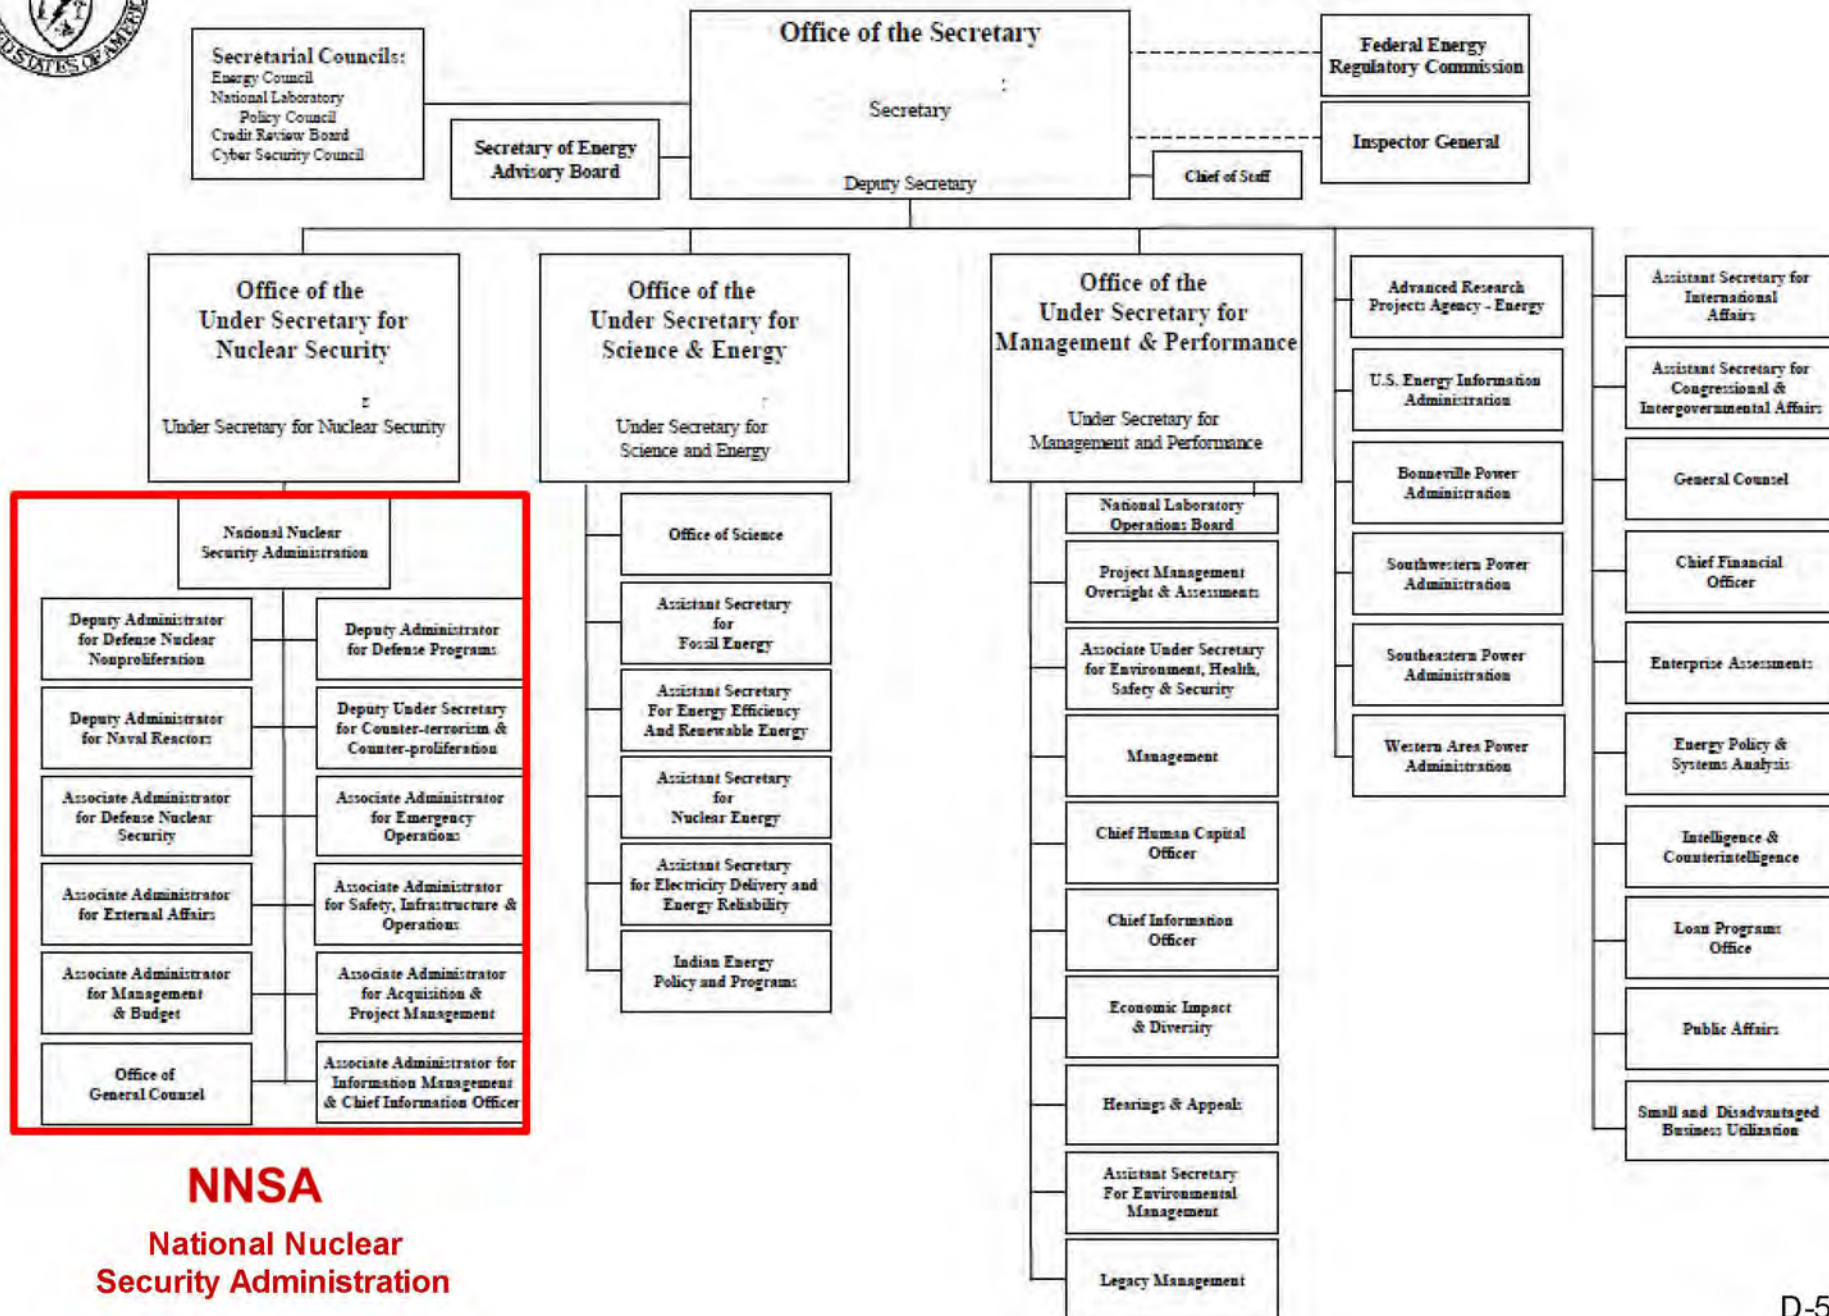 STATES OF AMER
Secretarial Councils:
Energy Council
National Laboratory
Policy Council
Credit Review Board
Cyber Security Council
Secretary of Energy
Advisory Board
Office of the Secretary
Secretary
Deputy Secretary
Federal Energy
Regulatory Commission
Inspector General
Chief of Staff
Office of the
Under Secretary for
Nuclear Security
Under Secretary for Nuclear Security
Office of the
Under Secretary for
Science & Energy
Under Secretary for
Science and Energy
Office of the
Under Secretary for
Management & Performance
Under Secretary for
Management and Performance
National Nuclear
Security Administration
Deputy Administrator
for Defense Nuclear
Nonproliferation
Deputy Administrator
for Defense Programs
Deputy Administrator
for Naval Reactors
Deputy Under Secretary
for Counter-terrorism &
Counter-proliferation
Associate Administrator
for Defense Nuclear
Security
Associate Administrator
for Emergency
Operations
Associate Administrator
for External Affairs
Associate Administrator
for Safety, Infrastructure &
Operations
Associate Administrator
for Management
& Budget
Associate Administrator
for Acquisition &
Project Management
Office of
General Counsel
Associate Administrator for
Information Management
& Chief Information Officer
NNSA
National Nuclear
Security Administration
Office of Science
Assistant Secretary
for
Fossil Energy
Assistant Secretary
For Energy Efficiency
And Renewable Energy
Assistant Secretary
for
Nuclear Energy
Assistant Secretary
for Electricity Delivery and
Energy Reliability
Indian Energy
Policy and Programs
National Laboratory
Operations Board
Project Management
Oversight & Assessments
Associate Under Secretary
for Environment, Health,
Safety & Security
Management
Chief Human Capital
Officer
Chief Information
Officer
Economic Impact
& Diversity
Hearings & Appeals
Assistant Secretary
For Environmental
Management
Legacy Management
Advanced Research
Projects Agency - Energy
U.S. Energy Information
Administration
Bonneville Power
Administration
Southwestern Power
Administration
Southeastern Power
Administration
Western Area Power
Administration
Assistant Secretary for
International
Affairs
Assistant Secretary for
Congressional &
Intergovernmental Affairs
General Counsel
Chief Financial
Officer
Enterprise Assessments
Energy Policy &
Systems Analysis
Intelligence &
Counterintelligence
Loan Programs
Office
Public Affairs
Small and Disadvantaged
Business Utilization
D-5